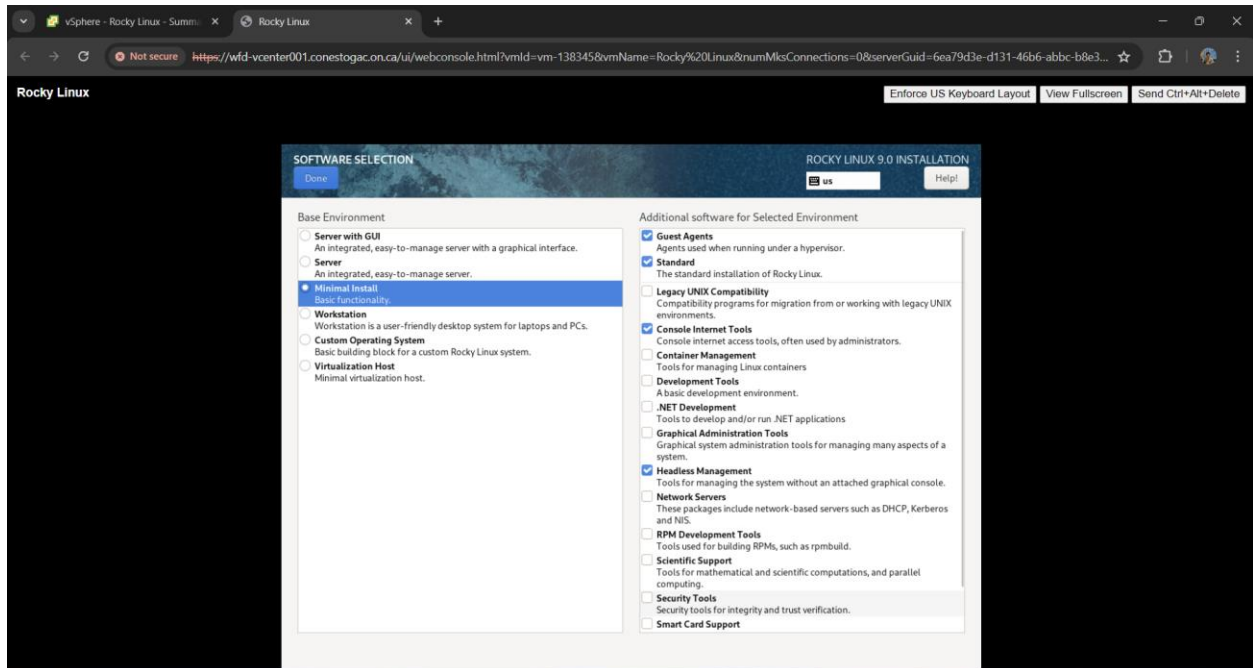 vSphere - Rocky Linux - Summa
Rocky Linux
Not secure https://wfd-vcenter001.conestogac.on.ca/ui/webconsole.html?vmId=vm-138345&vmName=Rocky%20Linux&numMksConnections=0&serverGuid=6ea79d3e-d131-46b6-abbc-b8e3...
Rocky Linux
Enforce US Keyboard Layout View Fullscreen Send Ctrl+Alt+Delete
SOFTWARE SELECTION
Done
ROCKY LINUX 9.0 INSTALLATION
us Help!
Base Environment
Server with GUI
An integrated, easy-to-manage server with a graphical interface.
Server
An integrated, easy-to-manage server.
Minimal Install
Basic functionality.
Workstation
Workstation is a user-friendly desktop system for laptops and PCs.
Custom Operating System
Basic building block for a custom Rocky Linux system.
Virtualization Host
Minimal virtualization host.
Additional software for Selected Environment
Guest Agents
Agents used when running under a hypervisor.
Standard
The standard installation of Rocky Linux.
Legacy UNIX Compatibility
Compatibility programs for migration from or working with legacy UNIX
environments.
Console Internet Tools
Console internet access tools, often used by administrators.
Container Management
Tools for managing Linux containers
Development Tools
A basic development environment.
.NET Development
Tools to develop and/or run .NET applications
Graphical Administration Tools
Graphical system administration tools for managing many aspects of a
system.
Headless Management
Tools for managing the system without an attached graphical console.
Network Servers
These packages include network-based servers such as DHCP, Kerberos
and NIS.
RPM Development Tools
Tools used for building RPMs, such as rpmbuild.
Scientific Support
Tools for mathematical and scientific computations, and parallel
computing.
Security Tools
Security tools for integrity and trust verification.
Smart Card Support